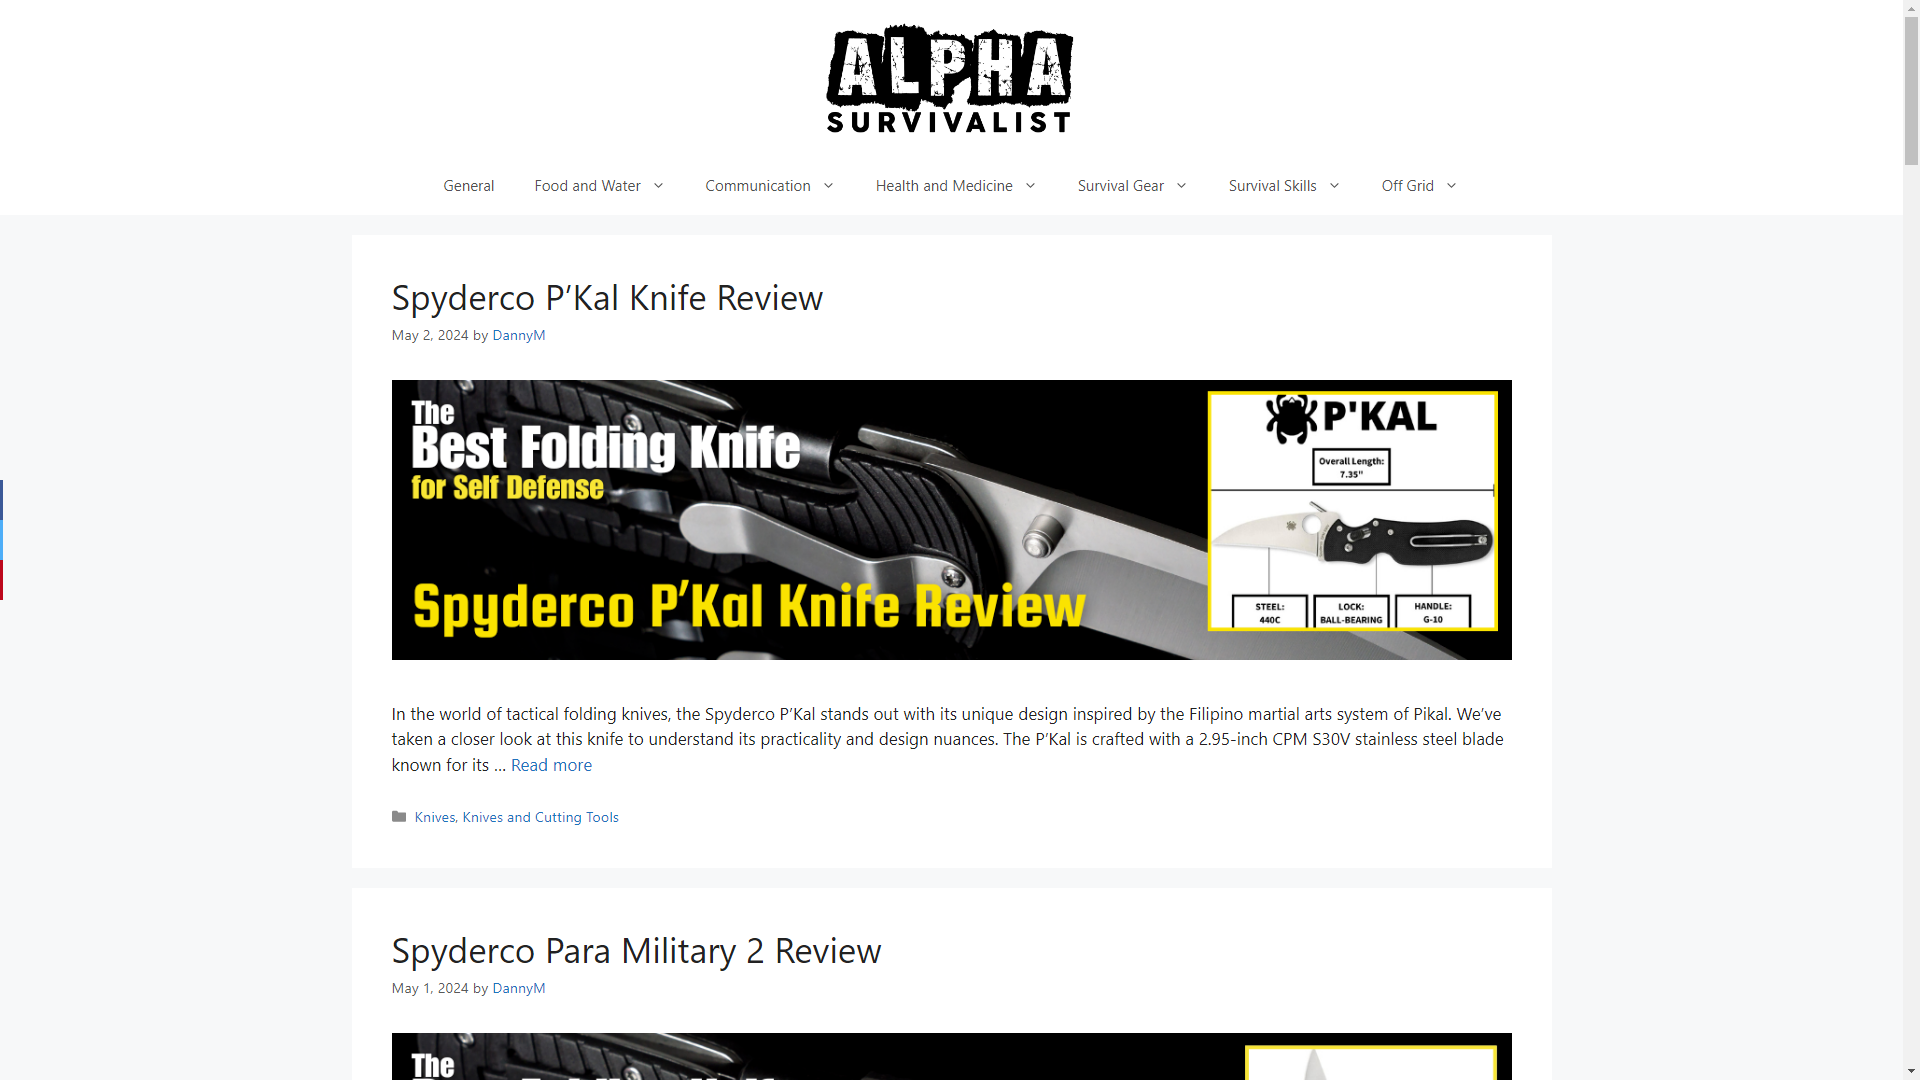 ALPHA
SURVIVALIST
General
Food and Water
Communication
Health and Medicine
Survival Gear
Survival Skills
Off Grid
Spyderco P’Kal Knife Review
May 2, 2024 by DannyM
The
Best Folding Knife
for Self Defense
Spyderco P’Kal Knife Review
P'KAL
Overall Length:
7.35"
STEEL:
440C
LOCK:
BALL-BEARING
HANDLE:
G-10
In the world of tactical folding knives, the Spyderco P’Kal stands out with its unique design inspired by the Filipino martial arts system of Pikal. We’ve
taken a closer look at this knife to understand its practicality and design nuances. The P’Kal is crafted with a 2.95-inch CPM S30V stainless steel blade
known for its … Read more
Knives, Knives and Cutting Tools
Spyderco Para Military 2 Review
May 1, 2024 by DannyM
The